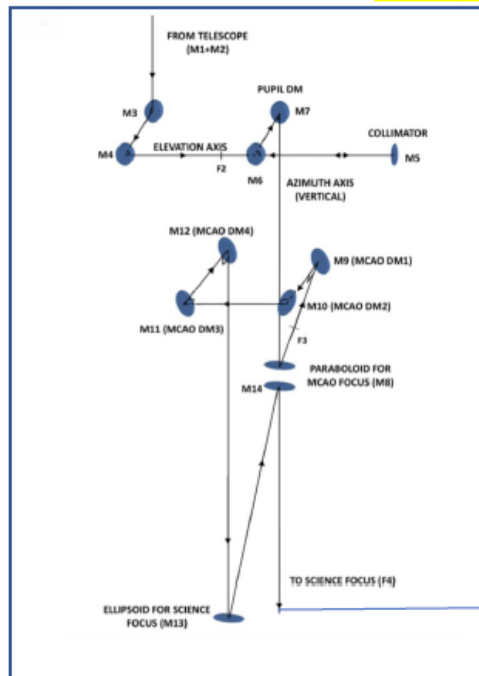 FROM TELESCOPE
(M1+M2)
M3
PUPIL DM
M7
COLLIMATOR
M4
ELEVATION AXIS
F2
M6
M5
AZIMUTH AXIS
(VERTICAL)
M12 (MCAO DM4)
M9 (MCAO DM1)
M10 (MCAO DM2)
M11 (MCAO DM3)
F3
PARABOLOID FOR
MCAO FOCUS (M8)
M14
TO SCIENCE FOCUS (F4)
ELLIPSOID FOR SCIENCE
FOCUS (M13)